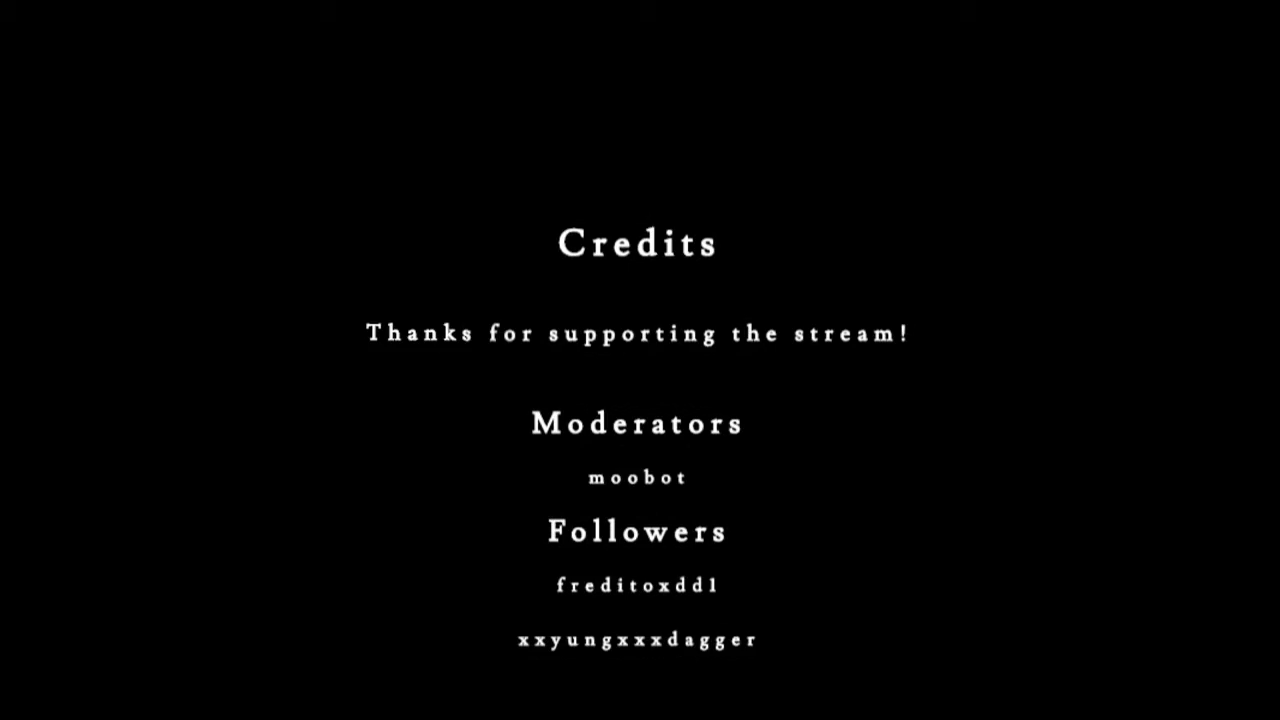 Credits
Thanks for supporting the stream!
Moderators
moobot
Followers
freditoxdd1
xxyungxxxdagger